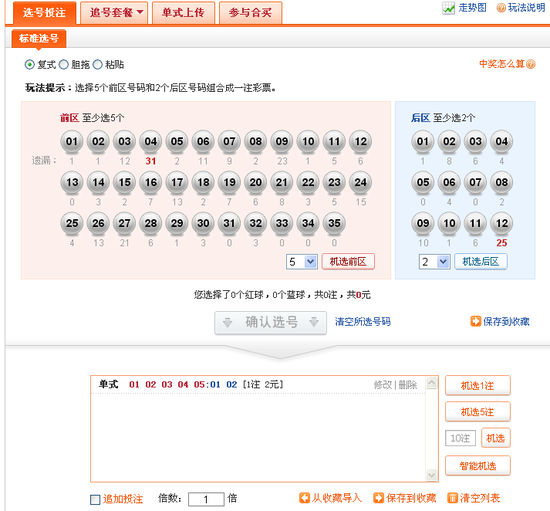 选号投注 追号套餐 单式上传 参与合买 走势图 玩法说明
标准选号
复式 胆拖 粘贴 中奖怎么算
玩法提示：选择5个前区号码和2个后区号码组合成一注彩票。
前区 至少选5个 后区 至少选2个
01 02 03 04 05 06 07 08 09 10 11 12 01 02 03 04
遗漏： 1 1 12 31 2 11 9 2 23 1 5 6 1 8 6 4
13 14 15 16 17 18 19 20 21 22 23 24 05 06 07 08
0 3 2 7 13 2 7 6 8 3 5 15 0 4 0 2
25 26 27 28 29 30 31 32 33 34 35 09 10 11 12
4 13 21 6 1 3 0 3 0 0 0 10 1 6 25
5 机选前区 2 机选后区
您选择了0个红球，0个蓝球，共0注，共0元
确认选号 清空所选号码 保存到收藏
单式 01 02 03 04 05:01 02 [1注 2元] 修改|删除 机选1注
机选5注
10注 机选
智能机选
追加投注 倍数： 1 倍 从收藏导入 保存到收藏 清空列表